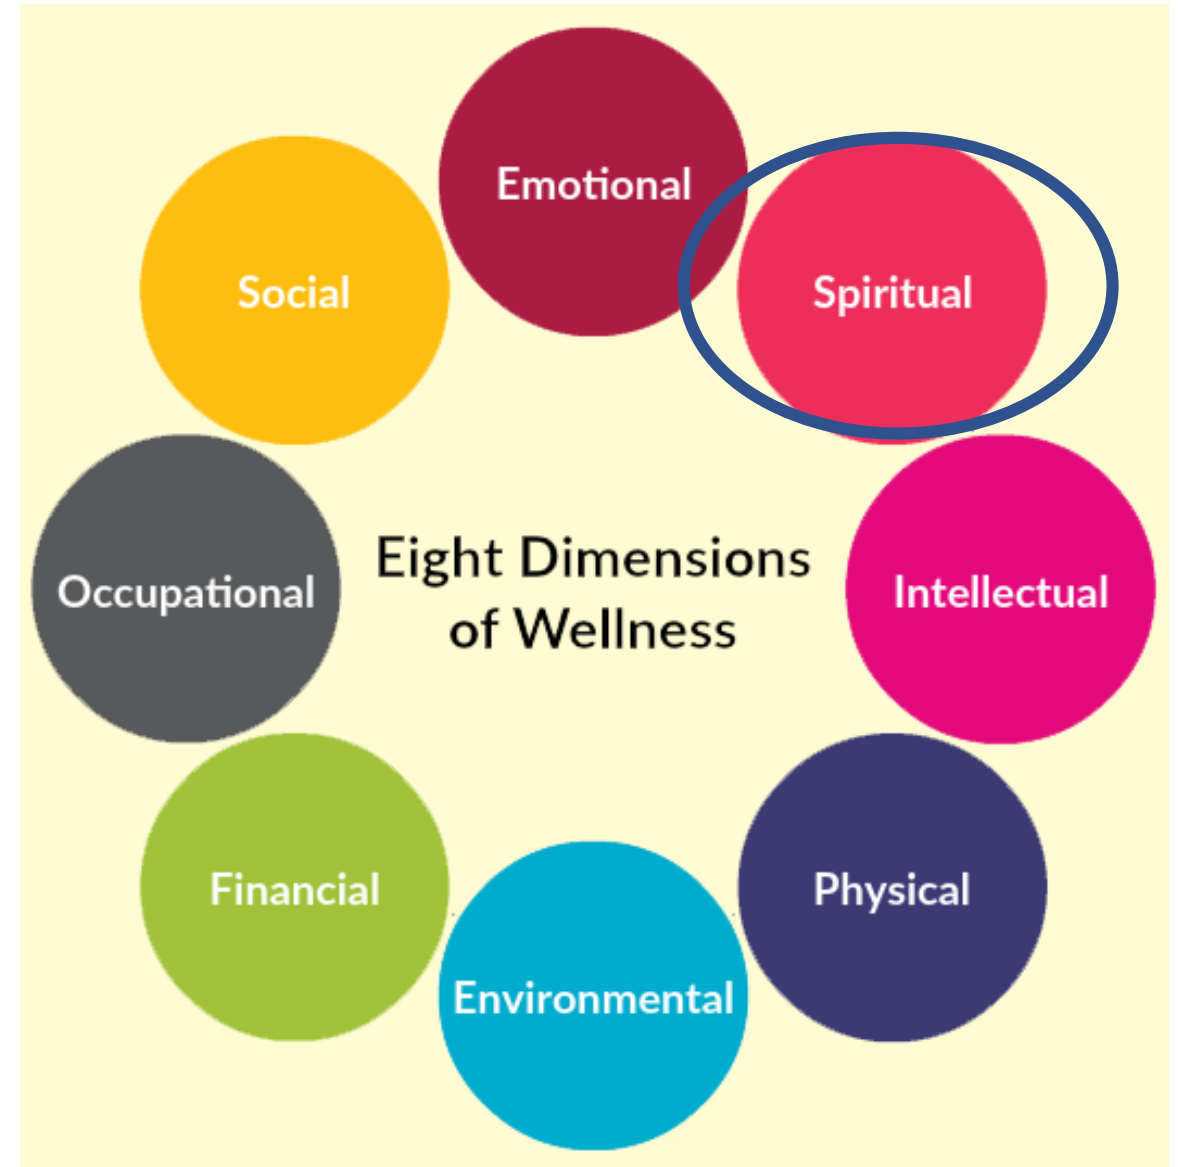 Emotional
Social
Spiritual
Eight Dimensions
of Wellness
Occupational
Intellectual
Financial
Physical
Environmental